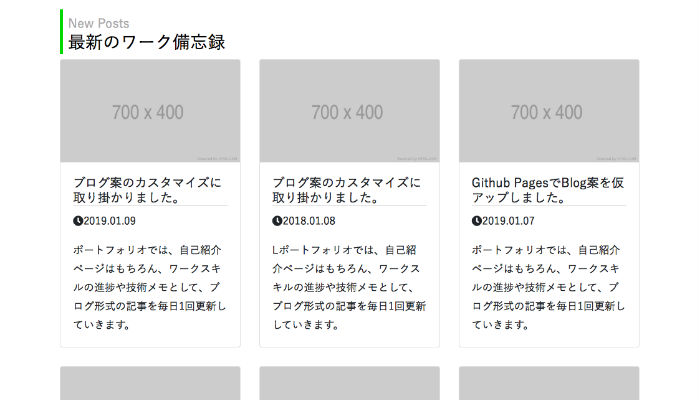 New Posts
最新のワーク備忘録
700 x 400
700 x 400
700 x 400
ブログ案のカスタマイズに
取り掛かりました。
2019.01.09
ポートフォリオでは、自己紹介
ページはもちろん、ワークスキ
ルの進捗や技術メモとして、ブ
ログ形式の記事を毎日1回更新し
ていきます。
ブログ案のカスタマイズに
取り掛かりました。
2018.01.08
Lポートフォリオでは、自己紹
介ページはもちろん、ワークス
キルの進捗や技術メモとして、
ブログ形式の記事を毎日1回更新
していきます。
Github PagesでBlog案を仮
アップしました。
2019.01.07
ポートフォリオでは、自己紹介
ページはもちろん、ワークスキ
ルの進捗や技術メモとして、ブ
ログ形式の記事を毎日1回更新し
ていきます。